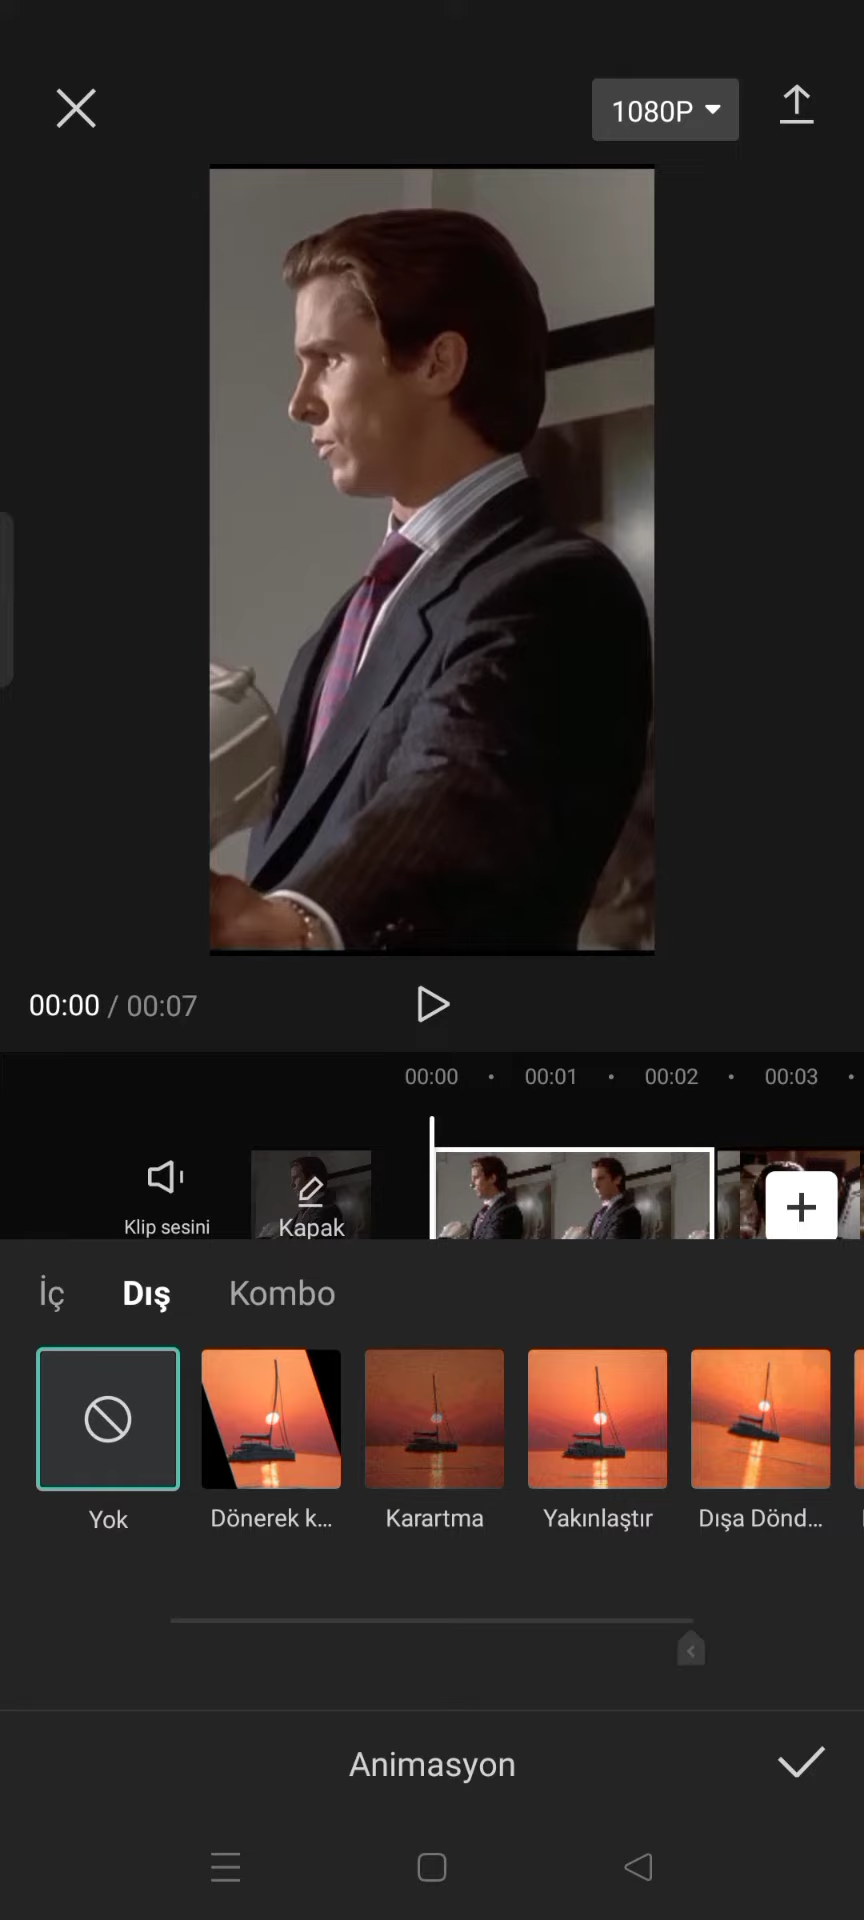 1080P
00:00 / 00:07
00:00 00:01 00:02 00:03
Klip sesini
Kapak
İç Dış Kombo
Yok
Dönerek k...
Karartma
Yakınlaştır
Dışa Dönd...
Animasyon